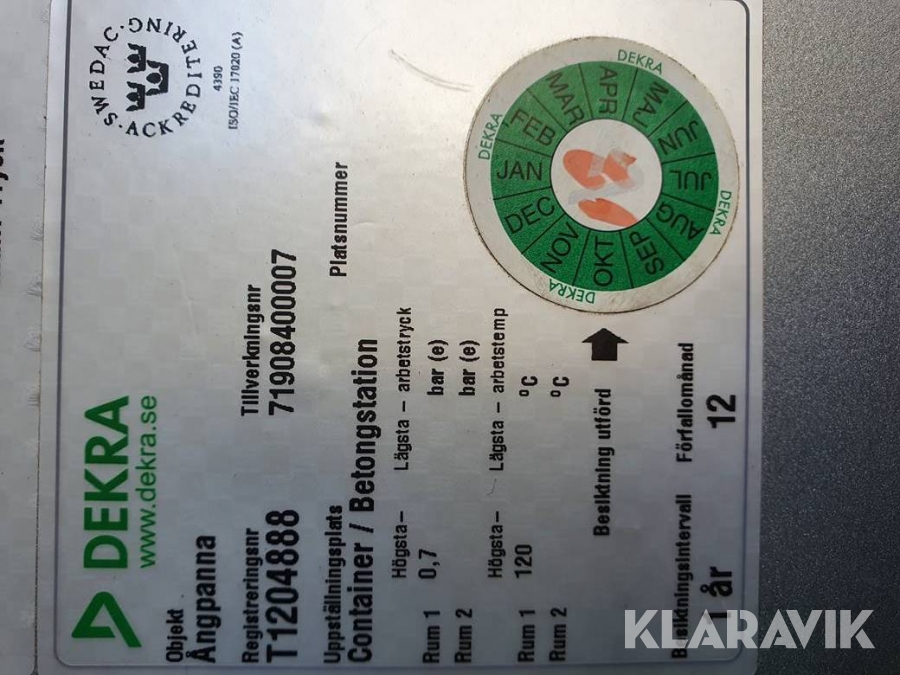 DEKRA
www.dekra.se
SWEDAC. ACKREDITERING.
4390
ISO/IEC 17020 (A)
Objekt
Ångpanna
Registreringsnr Tillverkningsnr
T1204888 71908400007
Uppställningsplats Platsnummer
Container / Betongstation
Högsta– Lägsta – arbetstryck
Rum 1 0,7 bar (e)
Rum 2 bar (e)
Högsta– Lägsta – arbetstemp
Rum 1 120 °C
Rum 2 °C
Besiktning utförd
Besiktningsintervall Förfallomånad
1 år 12
DEKRA DEKRA DEKRA DEKRA
JAN FEB MAR APR MAJ JUN JUL AUG SEP OKT NOV DEC
KLARAVIK